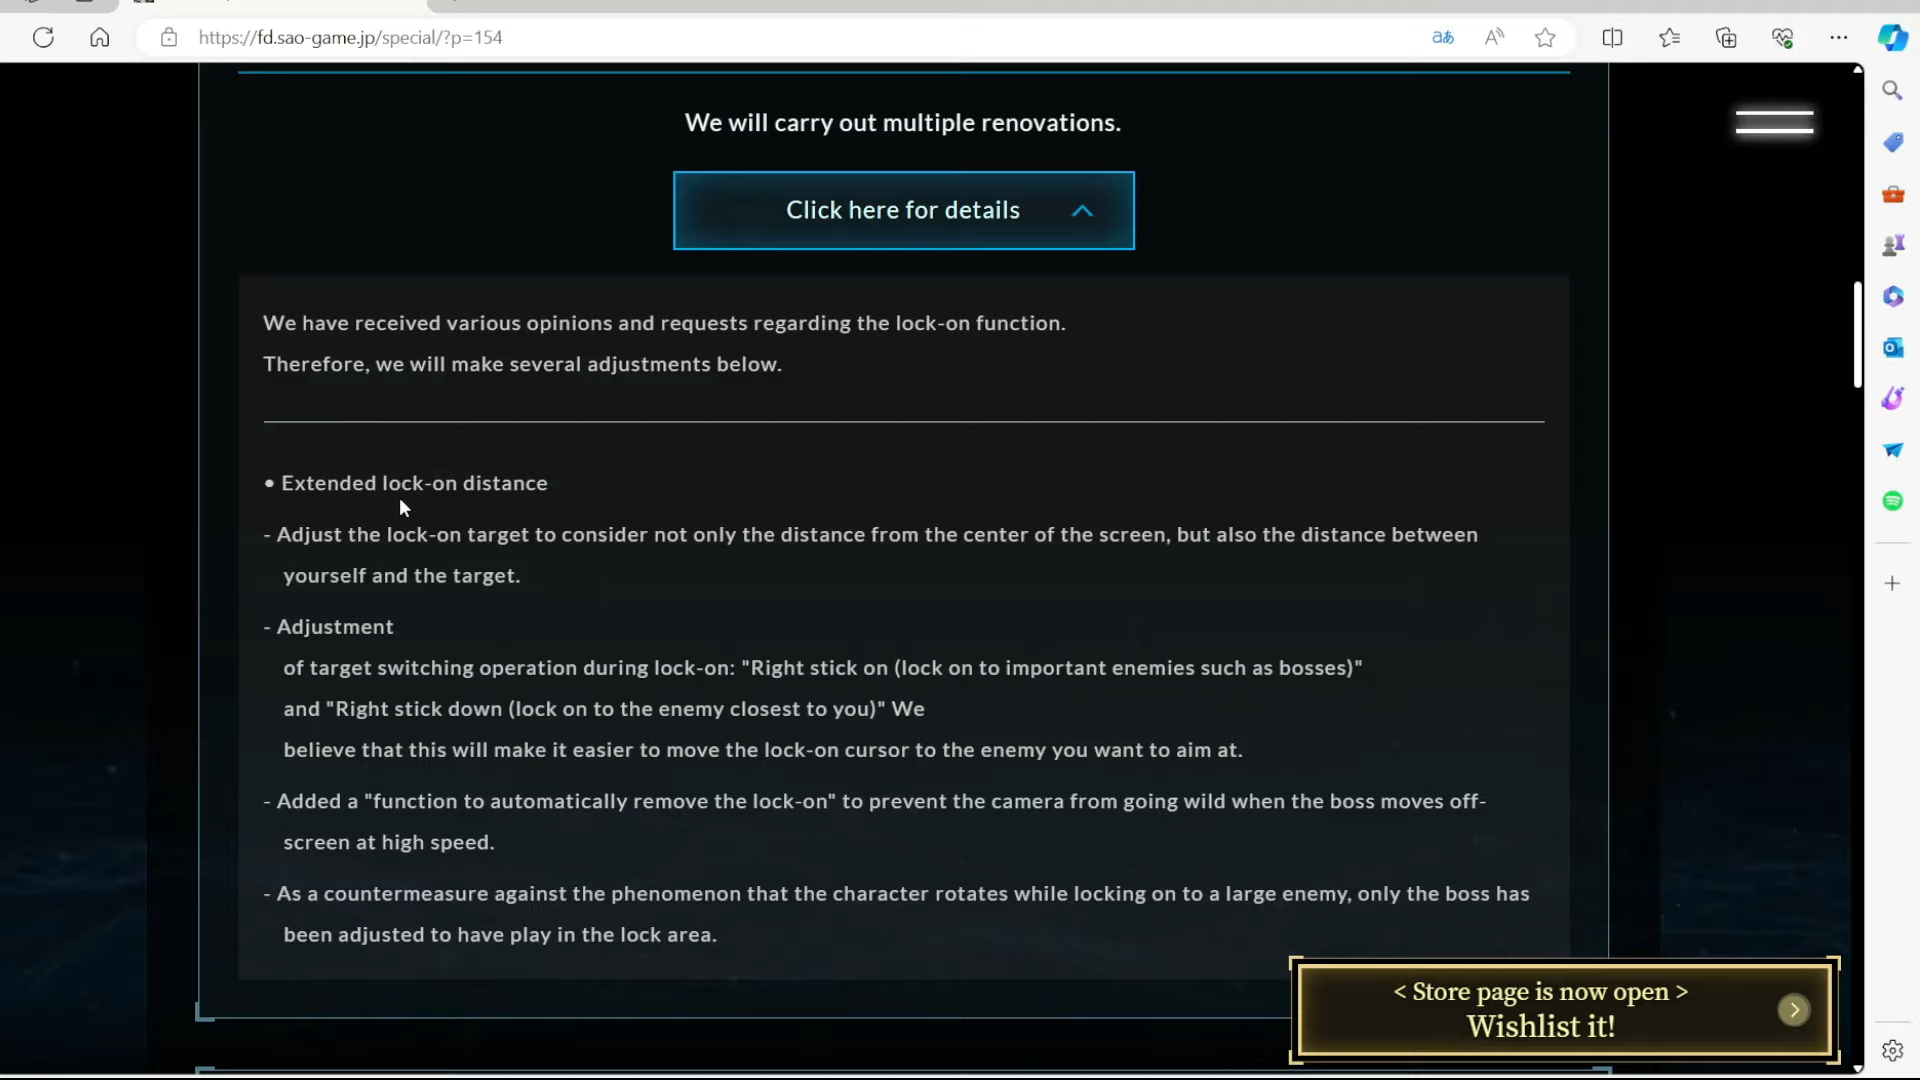 https://fd.sao-game.jp/special/?p=154
We will carry out multiple renovations.
Click here for details
We have received various opinions and requests regarding the lock-on function.
Therefore, we will make several adjustments below.
• Extended lock-on distance
- Adjust the lock-on target to consider not only the distance from the center of the screen, but also the distance between
yourself and the target.
- Adjustment
of target switching operation during lock-on: "Right stick on (lock on to important enemies such as bosses)"
and "Right stick down (lock on to the enemy closest to you)" We
believe that this will make it easier to move the lock-on cursor to the enemy you want to aim at.
- Added a "function to automatically remove the lock-on" to prevent the camera from going wild when the boss moves off-
screen at high speed.
- As a countermeasure against the phenomenon that the character rotates while locking on to a large enemy, only the boss has
been adjusted to have play in the lock area.
< Store page is now open >
Wishlist it!